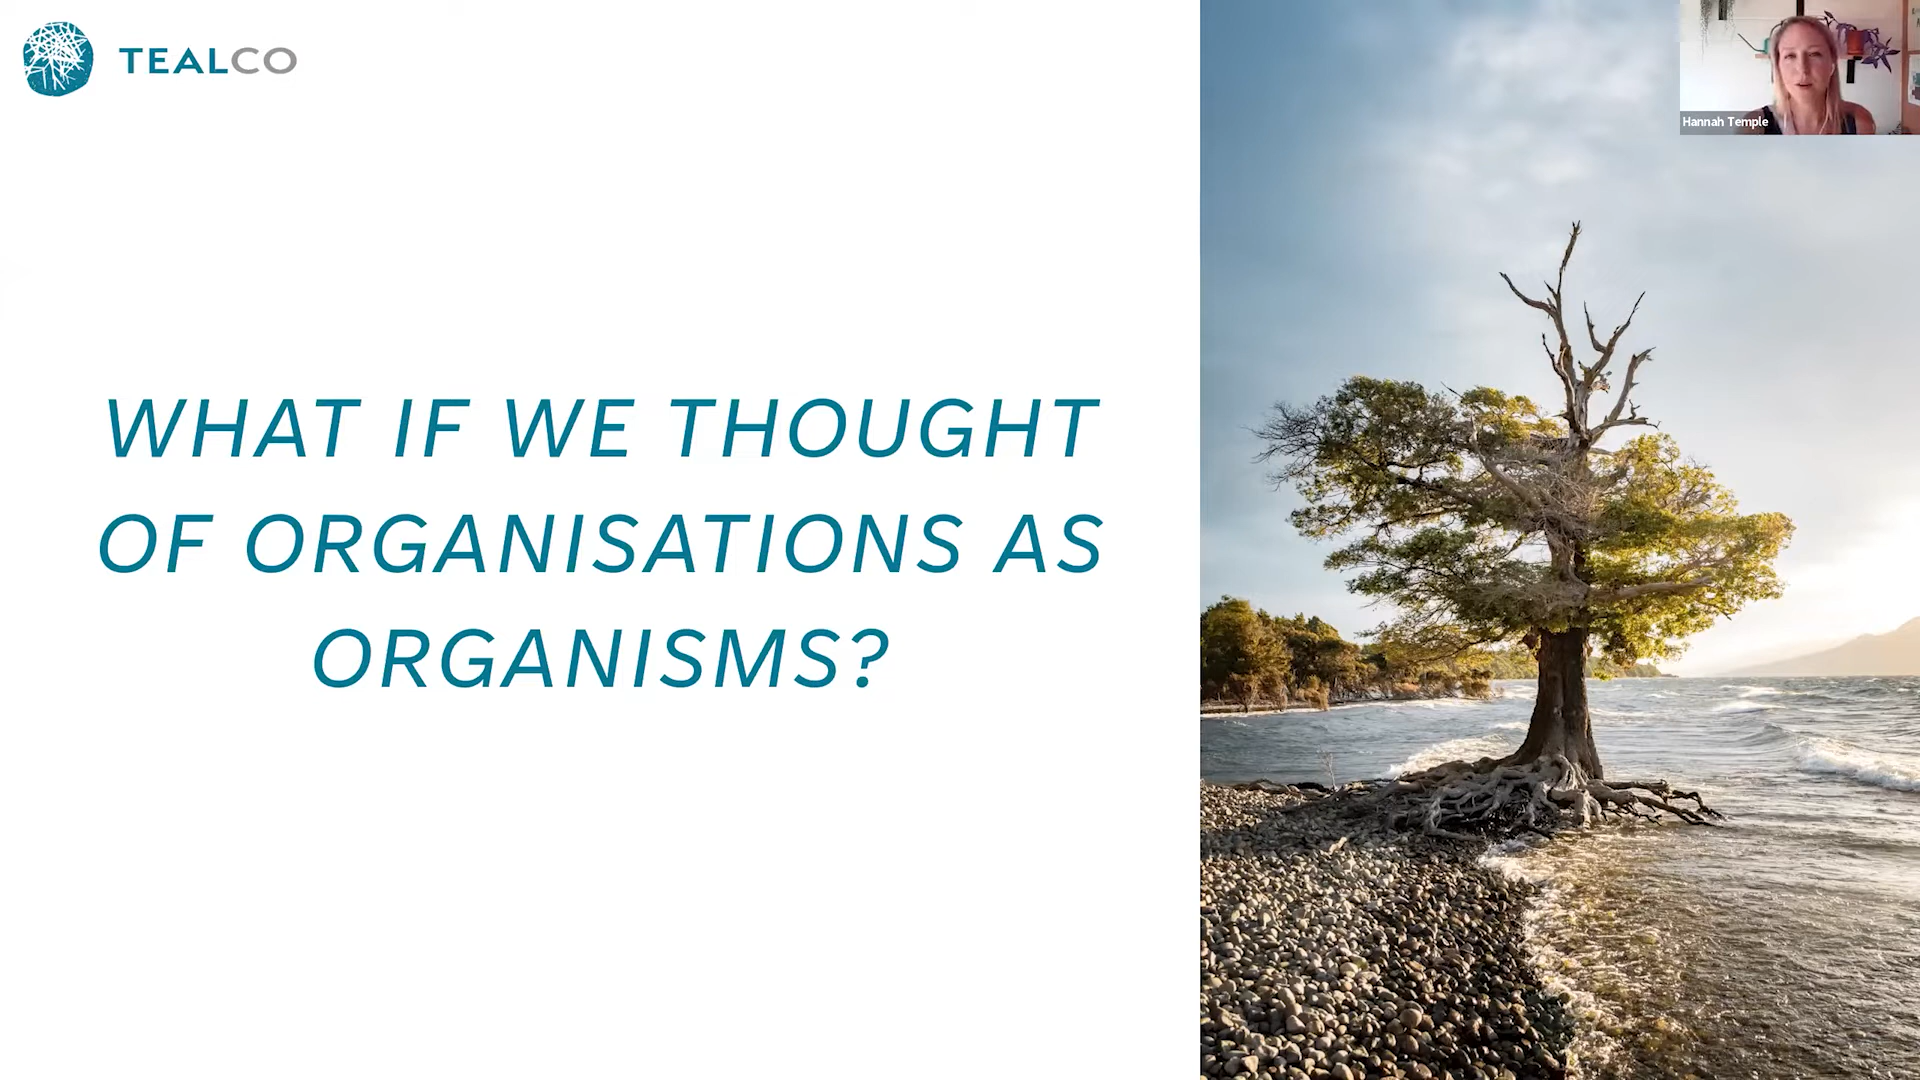 TEALCO
Hannah Temple
WHAT IF WE THOUGHT
OF ORGANISATIONS AS
ORGANISMS?